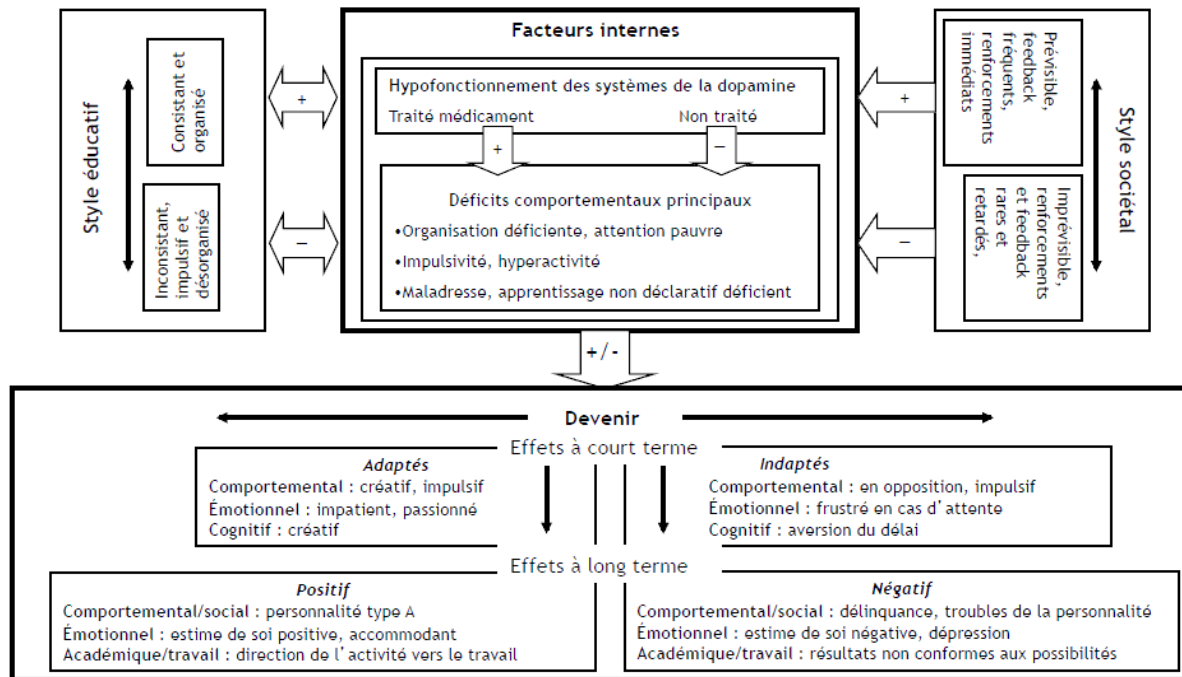 Style éducatif
Consistant et
organisé
Inconsistant,
impulsif et
désorganisé
+
–
Facteurs internes
Hypofonctionnement des systèmes de la dopamine
Traité médicament Non traité
+ –
Déficits comportementaux principaux
•Organisation déficiente, attention pauvre
•Impulsivité, hyperactivité
•Maladresse, apprentissage non déclaratif déficient
+
–
Prévisible,
feedback
fréquents,
renforcements
immédiats
Imprévisible,
renforcements
et feedback
rares et
retardés,
Style sociétal
+/-
Devenir
Effets à court terme
Adaptés
Comportemental : créatif, impulsif
Émotionnel : impatient, passionné
Cognitif : créatif
Indaptés
Comportemental : en opposition, impulsif
Émotionnel : frustré en cas d'attente
Cognitif : aversion du délai
Effets à long terme
Positif
Comportemental/social : personnalité type A
Émotionnel : estime de soi positive, accommodant
Académique/travail : direction de l'activité vers le travail
Négatif
Comportemental/social : délinquance, troubles de la personnalité
Émotionnel : estime de soi négative, dépression
Académique/travail : résultats non conformes aux possibilités